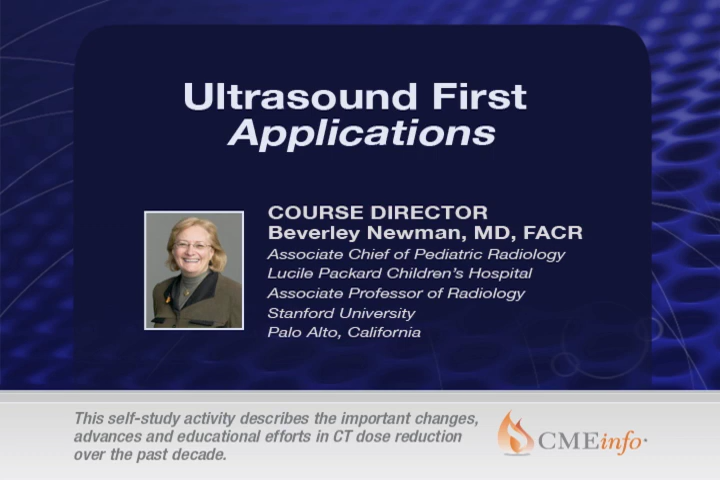 Ultrasound First
Applications
COURSE DIRECTOR
Beverley Newman, MD, FACR
Associate Chief of Pediatric Radiology
Lucile Packard Children's Hospital
Associate Professor of Radiology
Stanford University
Palo Alto, California
This self-study activity describes the important changes,
advances and educational efforts in CT dose reduction
over the past decade.
CMEinfo